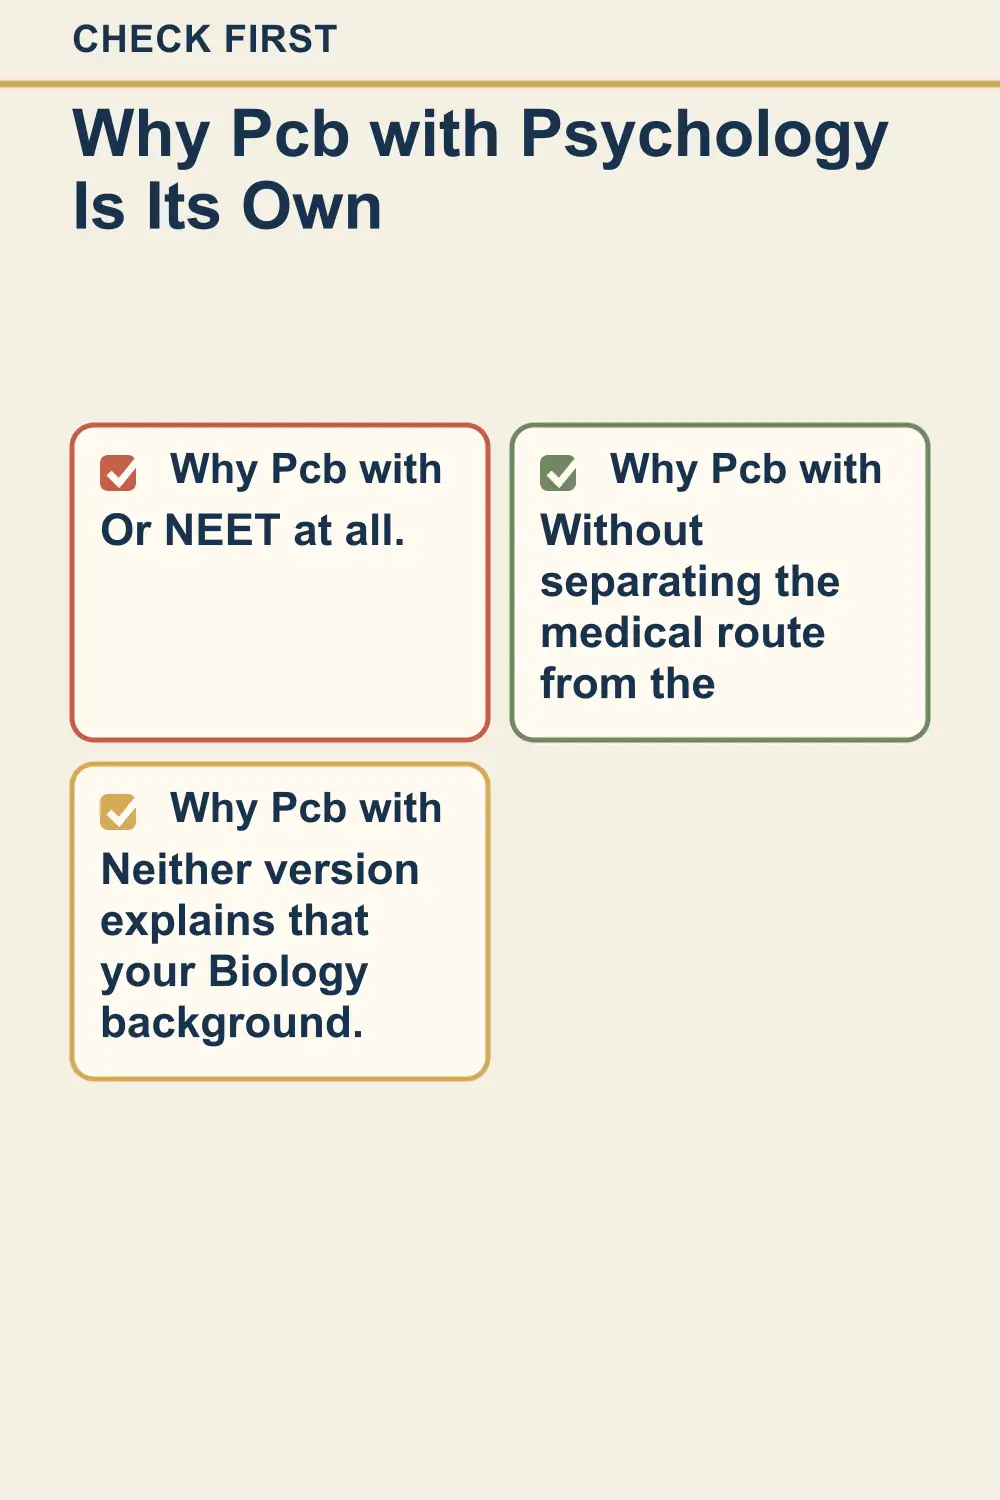 CHECK FIRST
Why Pcb with Psychology
Is Its Own
Why Pcb with
Or NEET at all.
Why Pcb with
Without
separating the
medical route
from the
Why Pcb with
Neither version
explains that
your Biology
background.